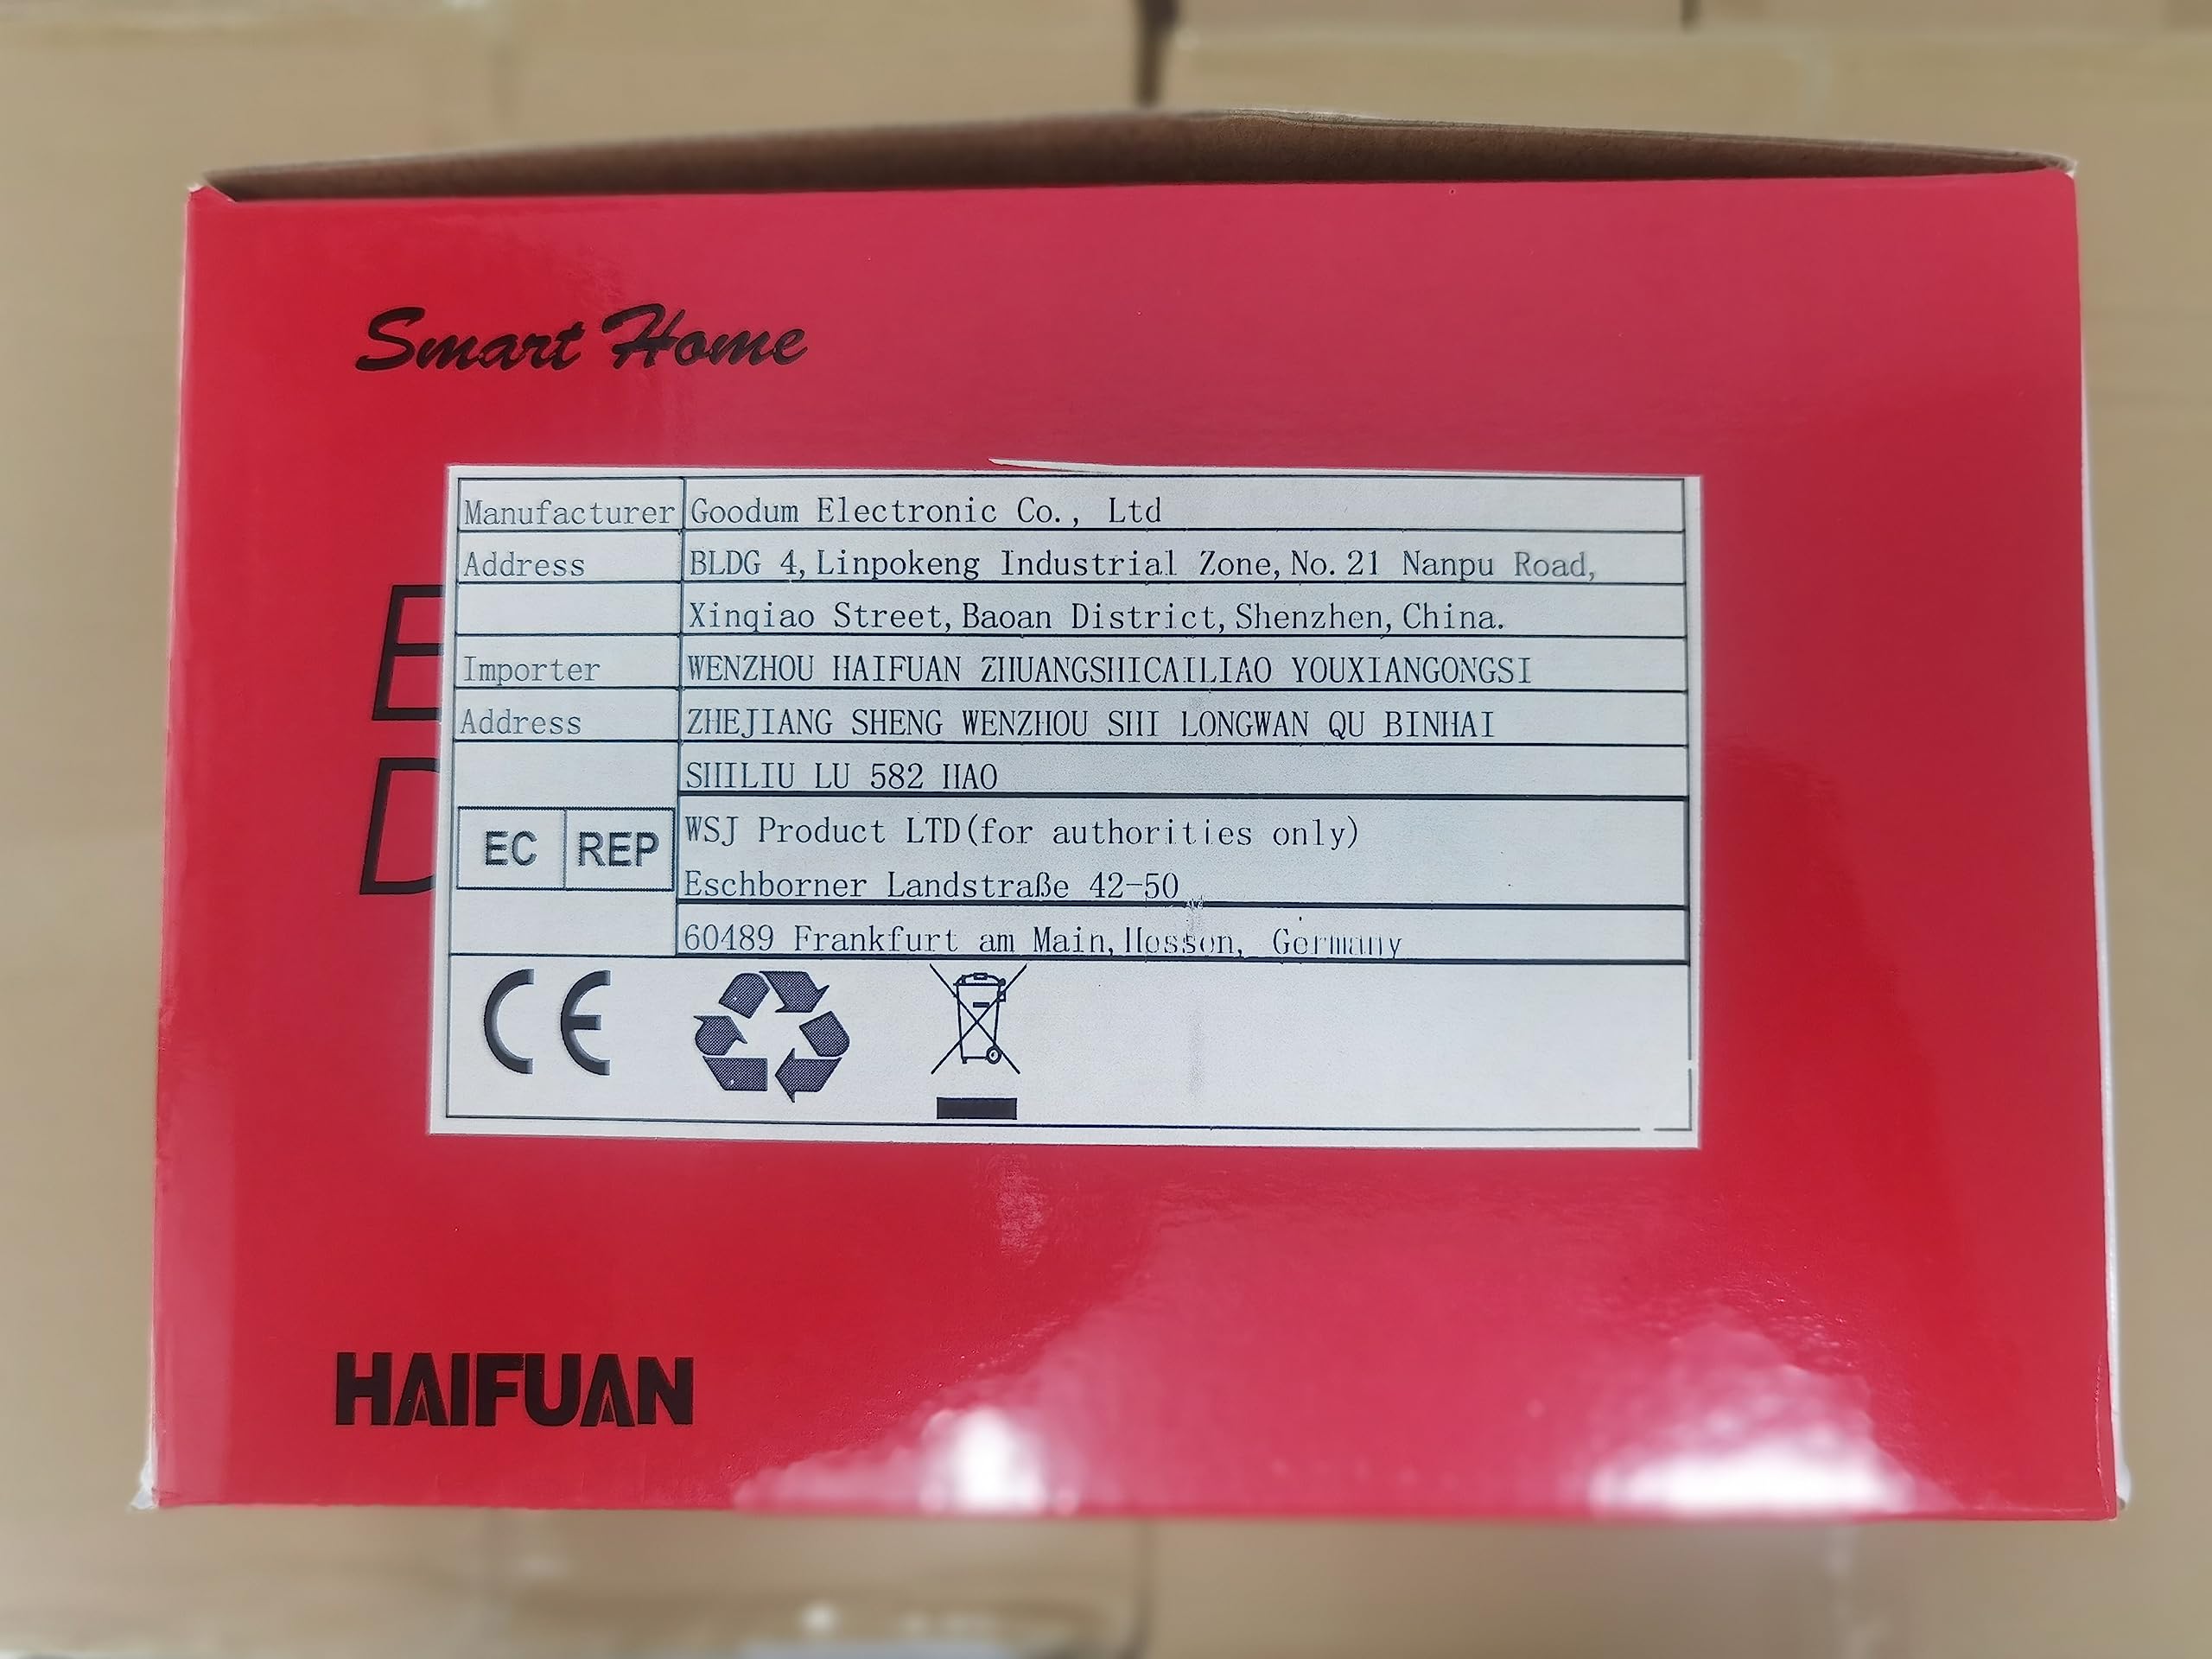 Smart Home
E
D
Manufacturer Goodum Electronic Co., Ltd
Address BLDG 4, Linpokeng Industrial Zone, No. 21 Nanpu Road,
Xinqiao Street, Baoan District, Shenzhen, China.
Importer WENZHOU HAIFUAN ZHUANGSHICAILIAO YOUXIANGONGSI
Address ZHEJIANG SHENG WENZHOU SHI LONGWAN QU BINHAI
SHILIU LU 582 HAO
EC REP WSJ Product LTD(for authorities only)
Eschborner Landstraße 42-50
60489 Frankfurt am Main, Hessen, Germany
CE
HAIFUAN